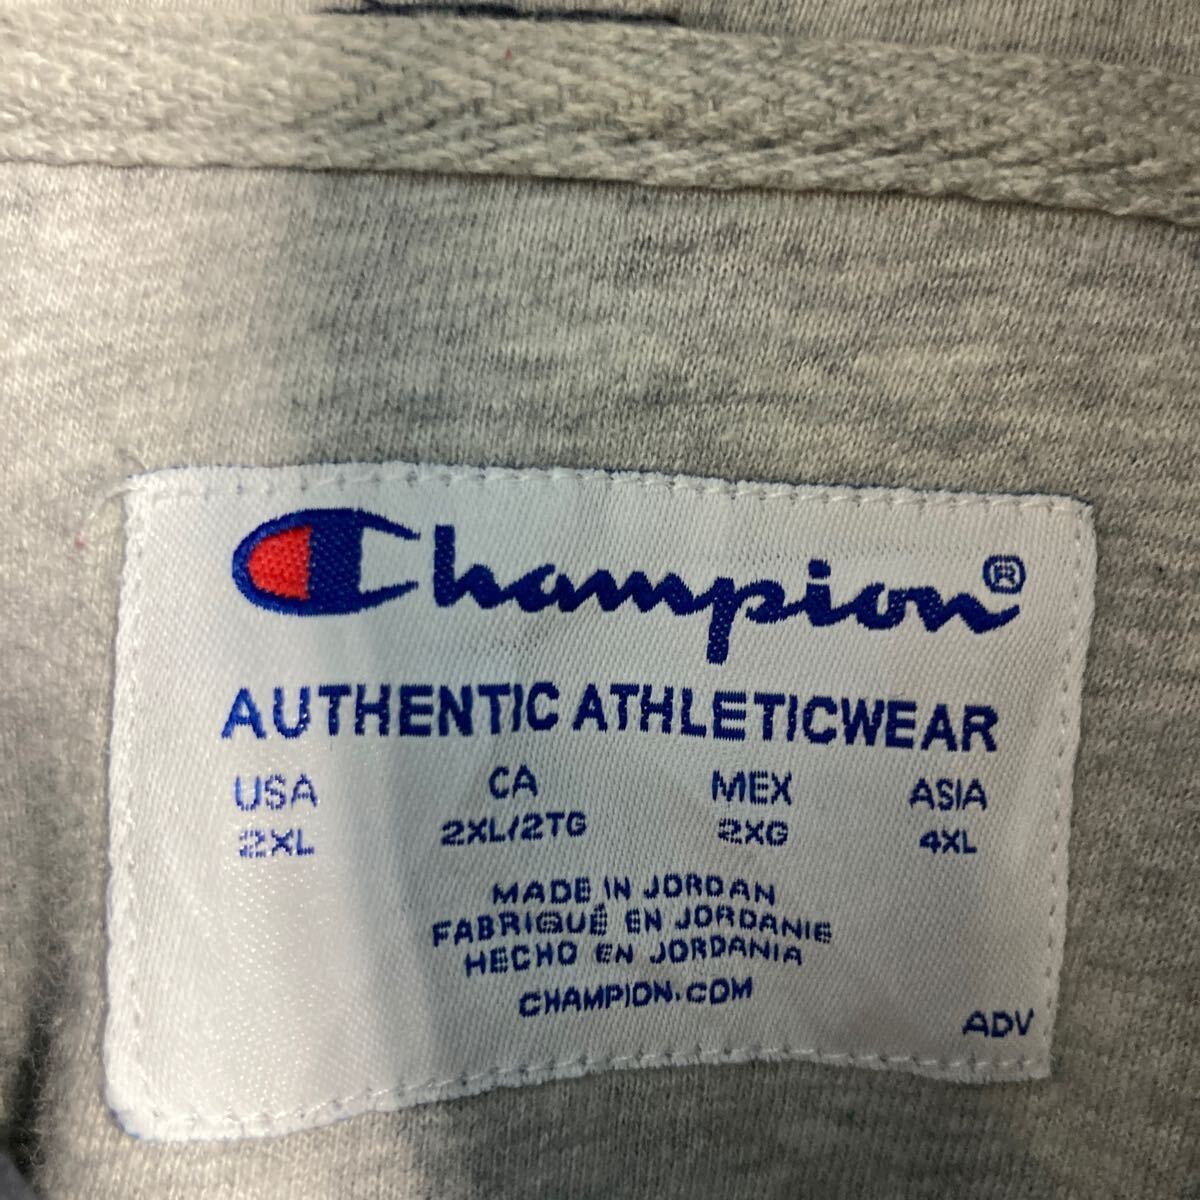 Champion®
AUTHENTIC ATHLETICWEAR
USA CA MEX ASIA
2XL 2XL/2TG 2XG 4XL
MADE IN JORDAN
FABRIQUÉ EN JORDANIE
HECHO EN JORDANIA
CHAMPION.COM
ADV